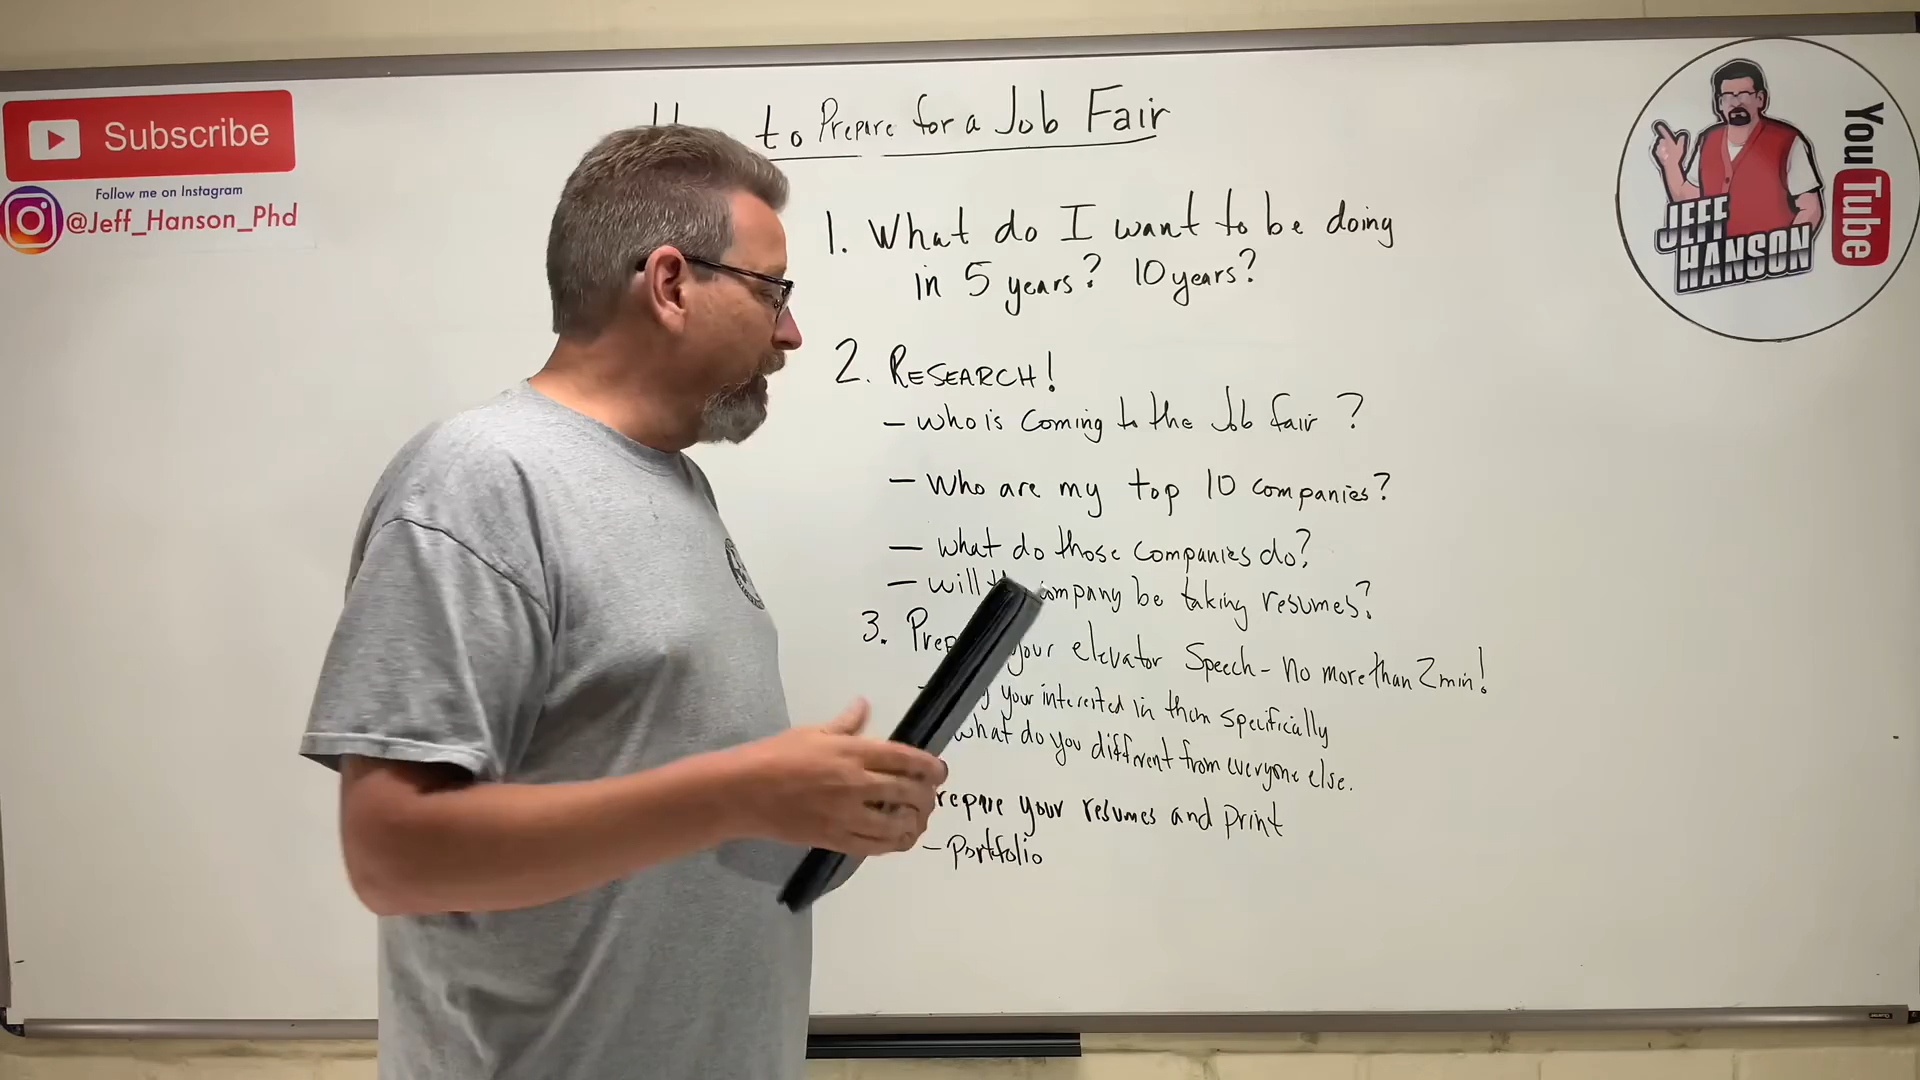 Subscribe
Follow me on Instagram
@Jeff_Hanson_Phd
to Prepare for a Job Fair
1. What do I want to be doing
in 5 years? 10 years?
2. RESEARCH!
- who is coming to the Job fair ?
- Who are my top 10 companies?
- what do those companies do?
- will company be taking resumes?
3. your elevator Speech - No more than 2 min!
your interested in them specifically
what do you different from everyone else.
your resumes and print
- Portfolio
YouTube
JEFF
HANSON